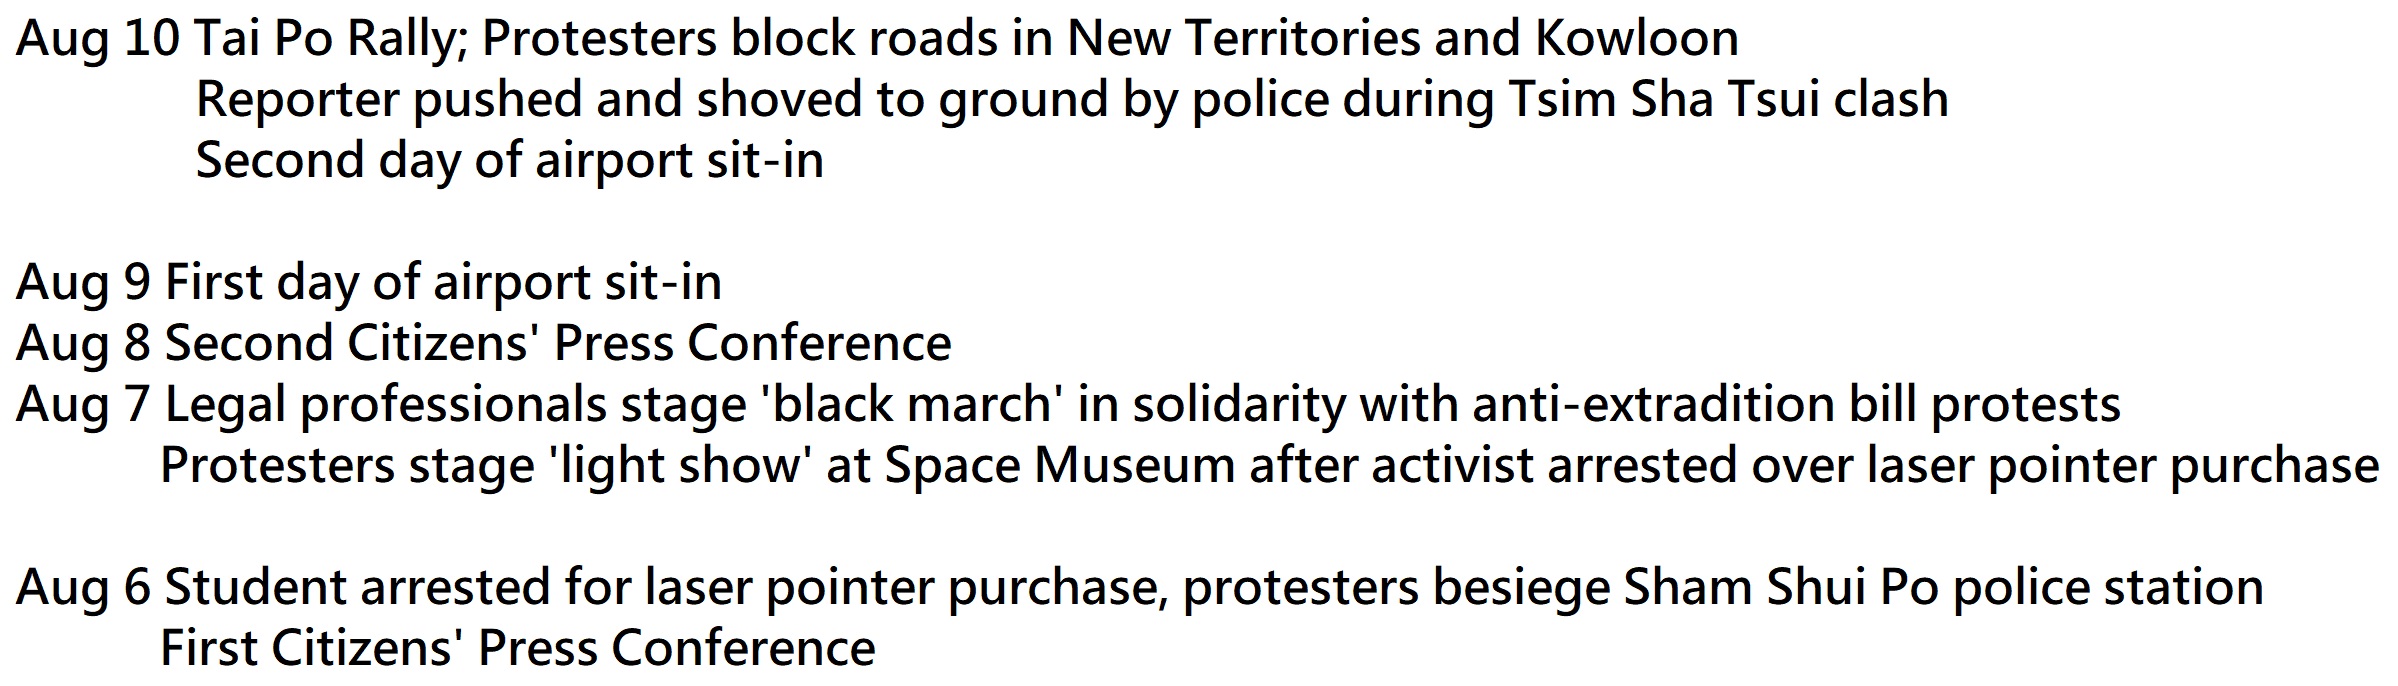 Aug 10 Tai Po Rally; Protesters block roads in New Territories and Kowloon
Reporter pushed and shoved to ground by police during Tsim Sha Tsui clash
Second day of airport sit-in
Aug 9 First day of airport sit-in
Aug 8 Second Citizens' Press Conference
Aug 7 Legal professionals stage 'black march' in solidarity with anti-extradition bill protests
Protesters stage 'light show' at Space Museum after activist arrested over laser pointer purchase
Aug 6 Student arrested for laser pointer purchase, protesters besiege Sham Shui Po police station
First Citizens' Press Conference